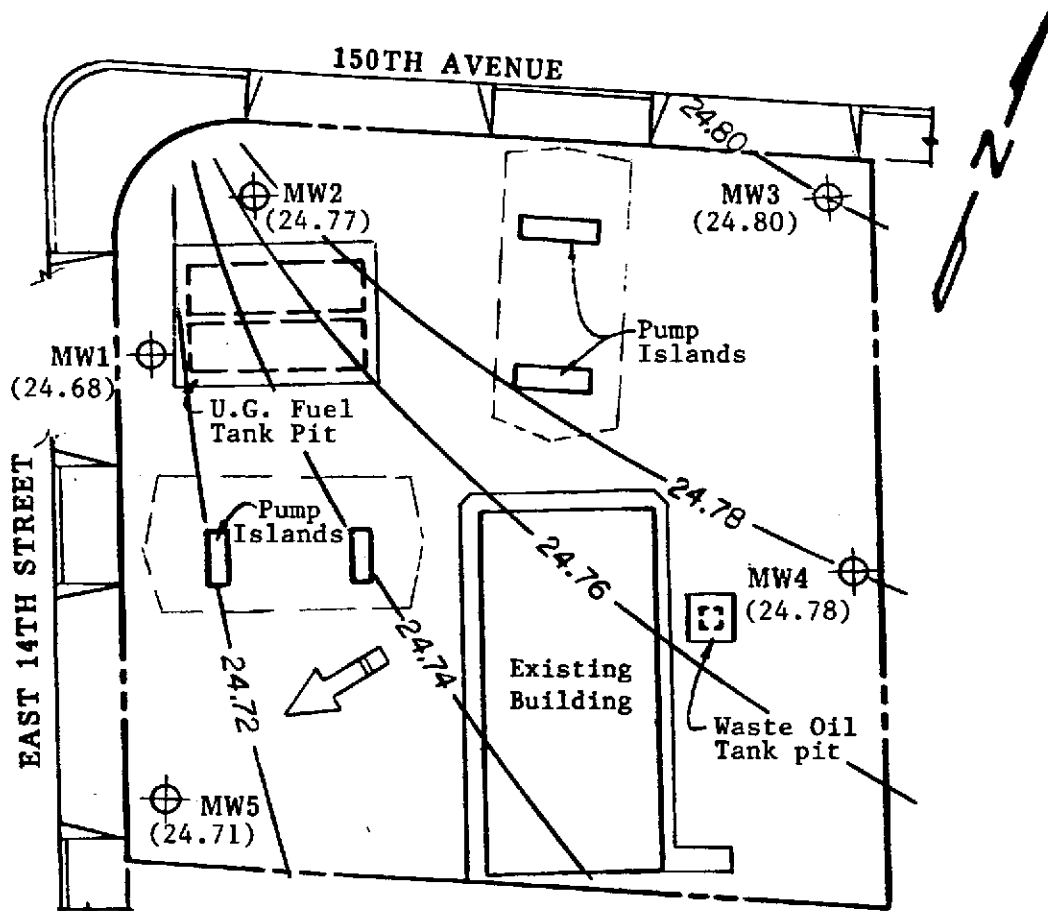 150TH AVENUE
24.80
N
MW2
(24.77)
MW3
(24.80)
Pump
Islands
MW1
(24.68)
U.G. Fuel
Tank Pit
EAST 14TH STREET
Pump
Islands
24.78
24.76
MW4
(24.78)
24.74
24.72
Existing
Building
Waste Oil
Tank pit
MW5
(24.71)